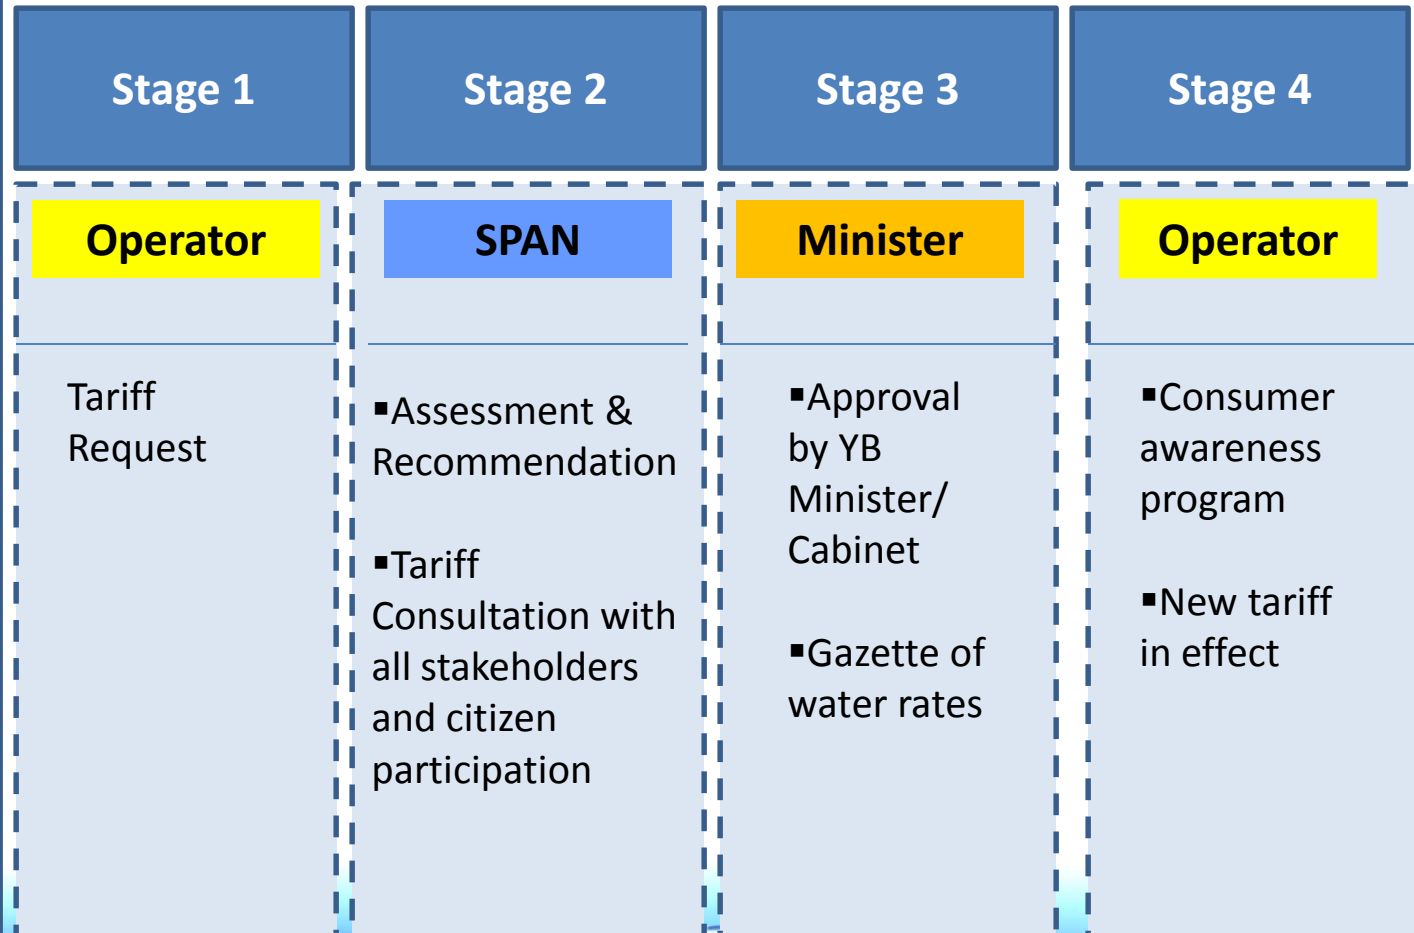 Stage 1
Stage 2
Stage 3
Stage 4
Operator
SPAN
Minister
Operator
Tariff
Request
▪Assessment &
Recommendation
▪Tariff
Consultation with
all stakeholders
and citizen
participation
▪Approval
by YB
Minister/
Cabinet
▪Gazette of
water rates
▪Consumer
awareness
program
▪New tariff
in effect